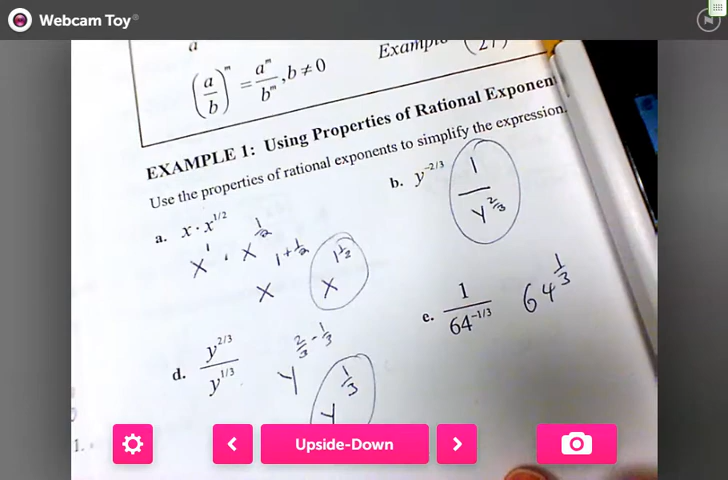 Webcam Toy
a
(a/b)^m = a^m/b^m, b ≠ 0
EXAMPLE 1: Using Properties of Rational Exponen
Use the properties of rational exponents to simplify the expression.
a. x · x^1/2
x^1 · x^1/2
x^1+1/2
x^1 1/2
b. y^-2/3
1/y^2/3
d. y^2/3 / y^1/3
y^2/3-1/3
y^1/3
1/64^-1/3
64^1/3
1.
Upside-Down